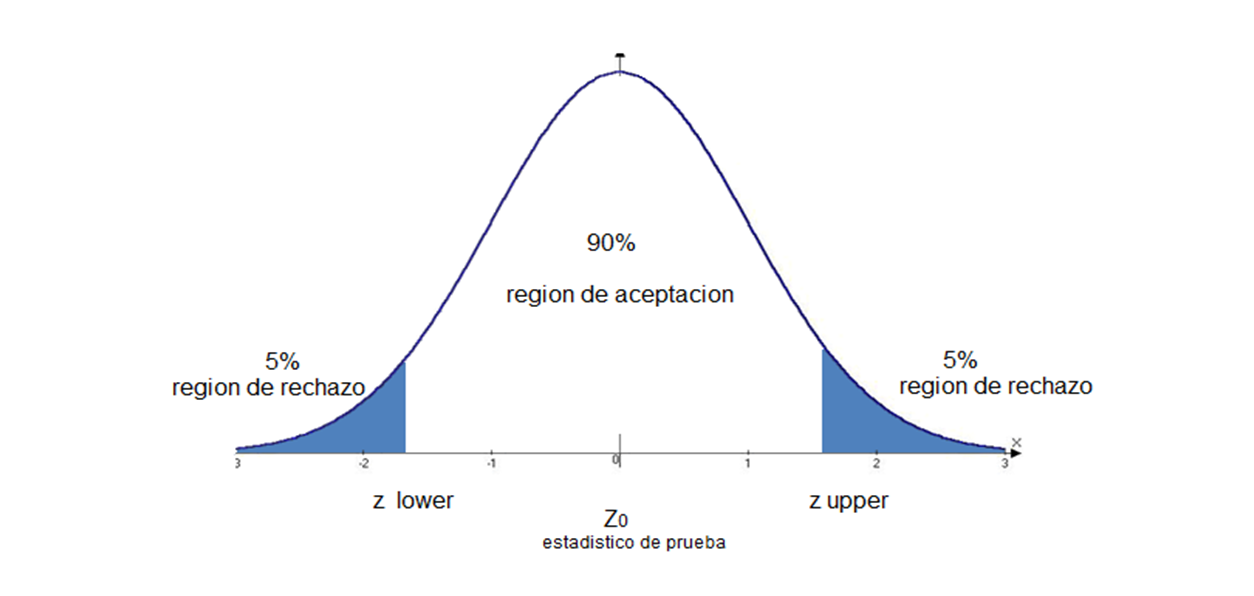 90%
region de aceptacion
5%
region de rechazo
5%
region de rechazo
x
3 -2 -1 0 1 2 3
z lower
z upper
Z0
estadistico de prueba